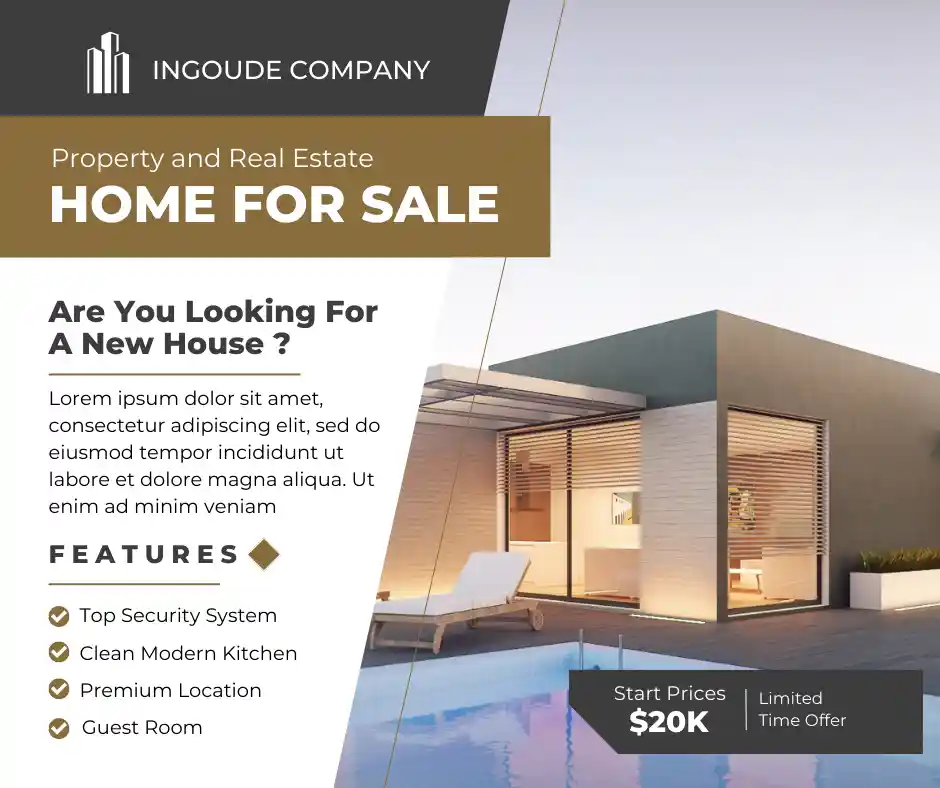 INGOUDE COMPANY
Property and Real Estate
HOME FOR SALE
Are You Looking For
A New House ?
Lorem ipsum dolor sit amet,
consectetur adipiscing elit, sed do
eiusmod tempor incididunt ut
labore et dolore magna aliqua. Ut
enim ad minim veniam
FEATURES
Top Security System
Clean Modern Kitchen
Premium Location
Guest Room
Start Prices
$20K
Limited
Time Offer